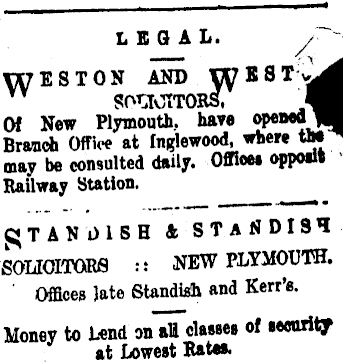 LEGAL.
WESTON AND WEST
SOLICITORS,
Of New Plymouth, have opened
Branch Office at Inglewood, where the
may be consulted daily. Offices opposit
Railway Station.
STANDISH & STANDISH
SOLICITORS :: NEW PLYMOUTH.
Offices late Standish and Kerr's.
Money to Lend on all classes of security
at Lowest Rates.